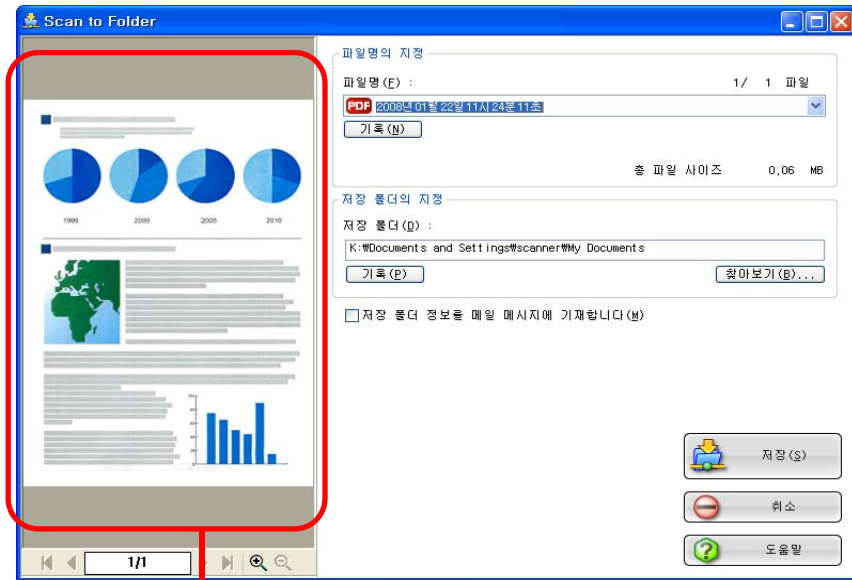 Scan to Folder
파일명의 지정
파일명(F) :
1/ 1 파일
PDF 2008년 01월 22일 11시 24분 11초
기록(N)
총 파일 사이즈 0.06 MB
저장 폴더의 지정
저장 폴더(D) :
K:₩Documents and Settings₩scanner₩My Documents
기록(P)
찾아보기(B)...
저장 폴더 정보를 메일 메시지에 기재합니다(M)
1995 2000 2005 2010
저장(S)
취소
도움말
1/1